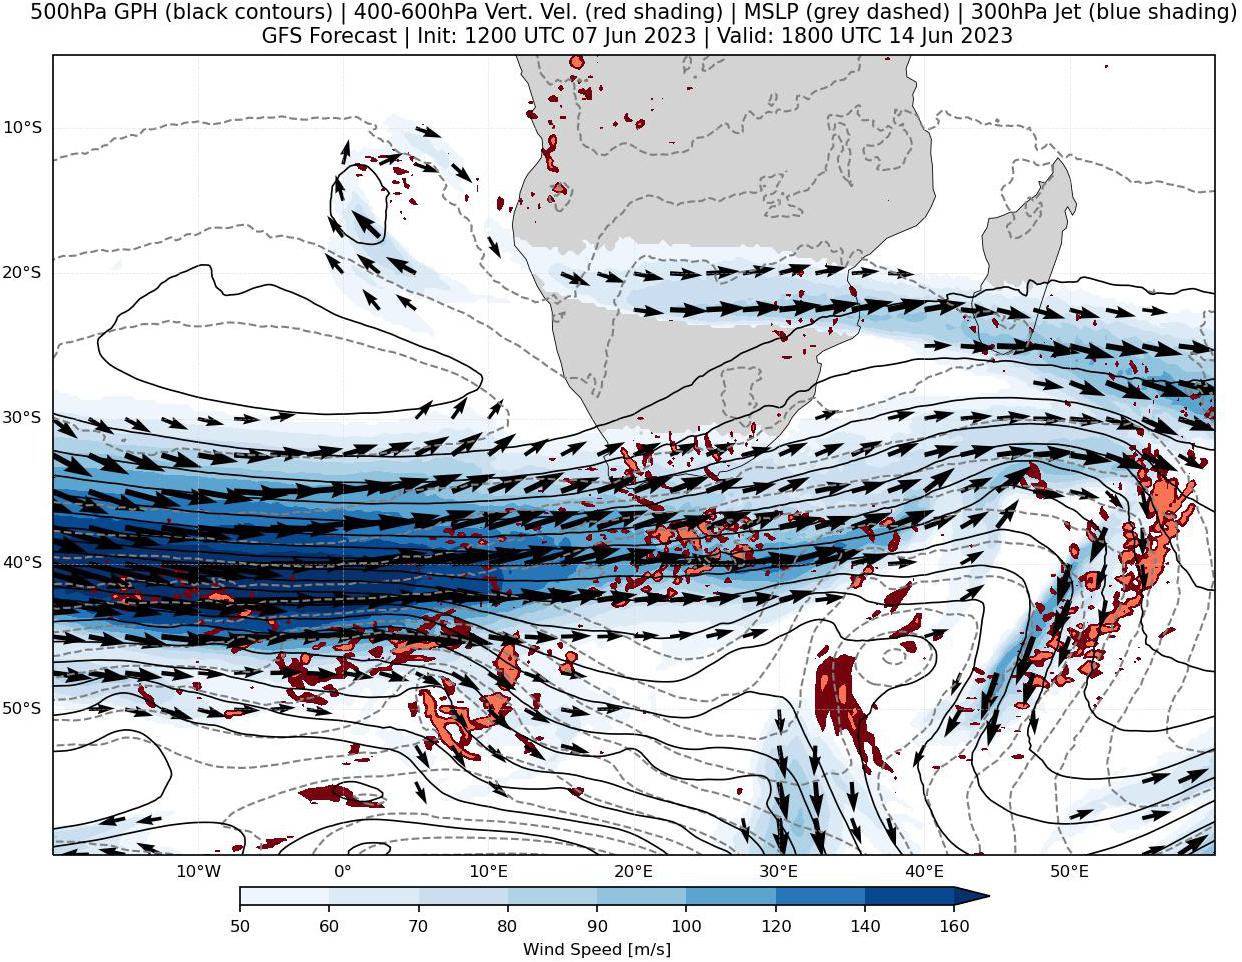 500hPa GPH (black contours) | 400-600hPa Vert. Vel. (red shading) | MSLP (grey dashed) | 300hPa Jet (blue shading)
GFS Forecast | Init: 1200 UTC 07 Jun 2023 | Valid: 1800 UTC 14 Jun 2023
10°S
20°S
30°S
40°S
50°S
10°W 0° 10°E 20°E 30°E 40°E 50°E
50 60 70 80 90 100 120 140 160
Wind Speed [m/s]